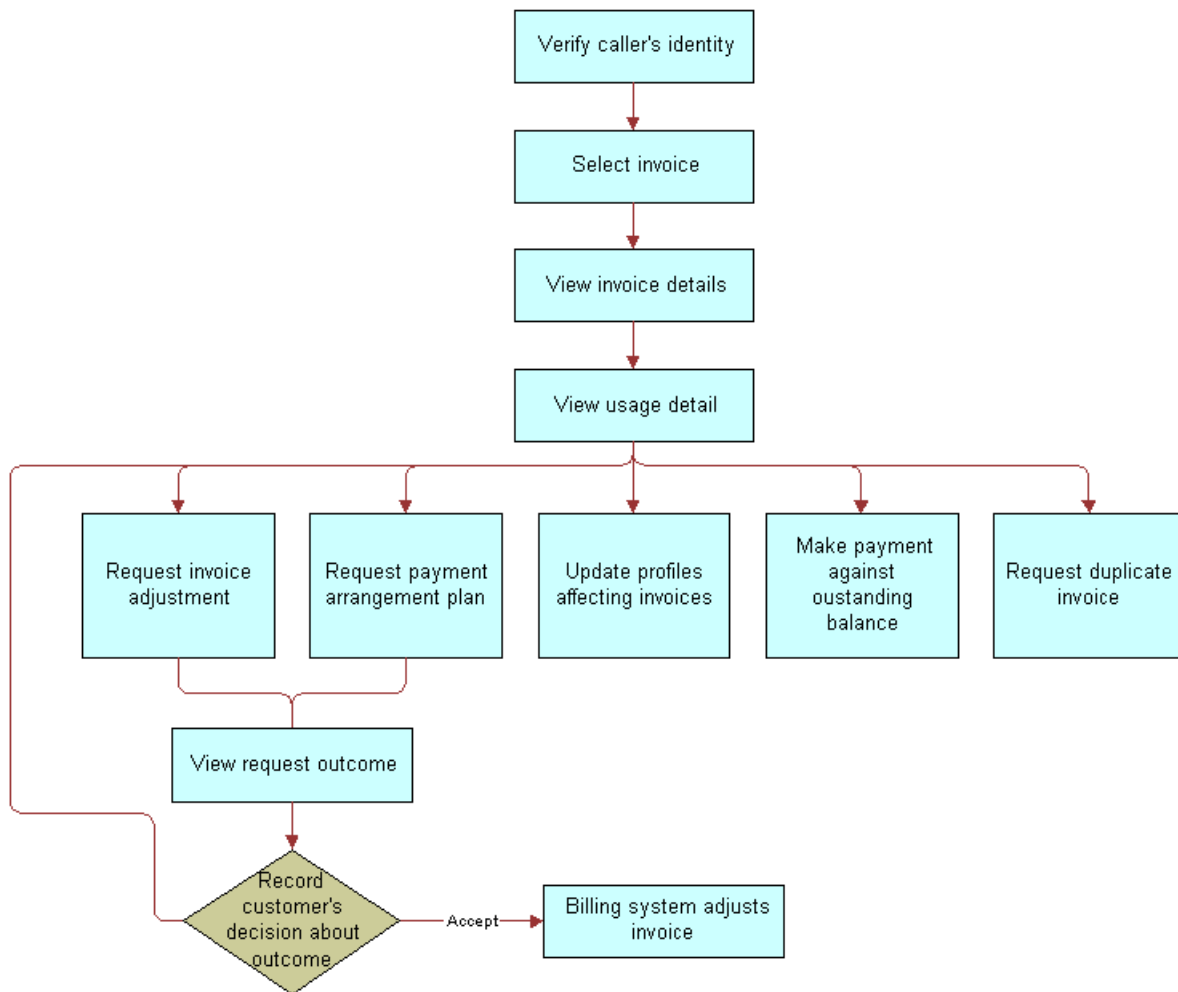 Verify caller's identity
Select invoice
View invoice details
View usage detail
Request invoice
adjustment
Request payment
arrangement plan
Update profiles
affecting invoices
Make payment
against
oustanding
balance
Request duplicate
invoice
View request outcome
Record
customer's
decision about
outcome
Accept
Billing system adjusts
invoice